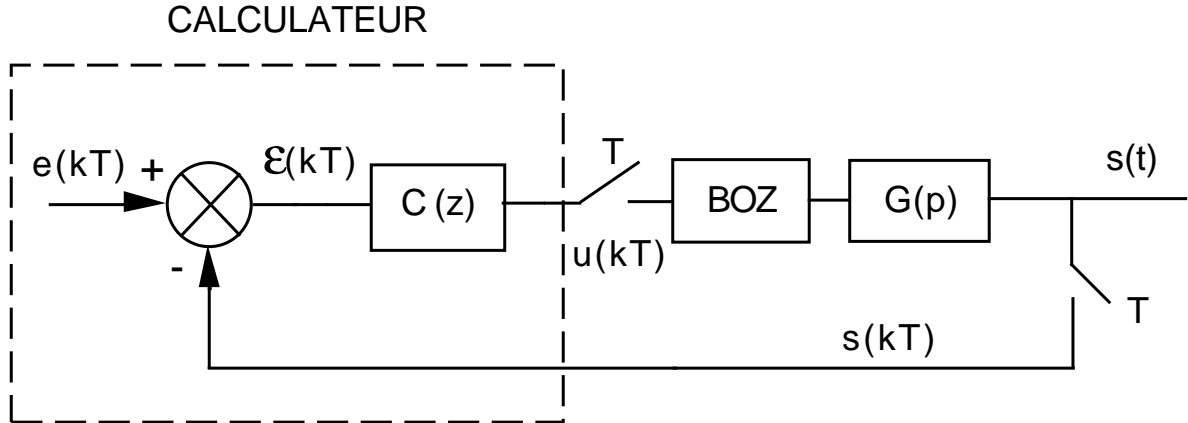 CALCULATEUR
e(kT)
+
ε(kT)
C(z)
T
BOZ
G(p)
s(t)
-
u(kT)
T
s(kT)